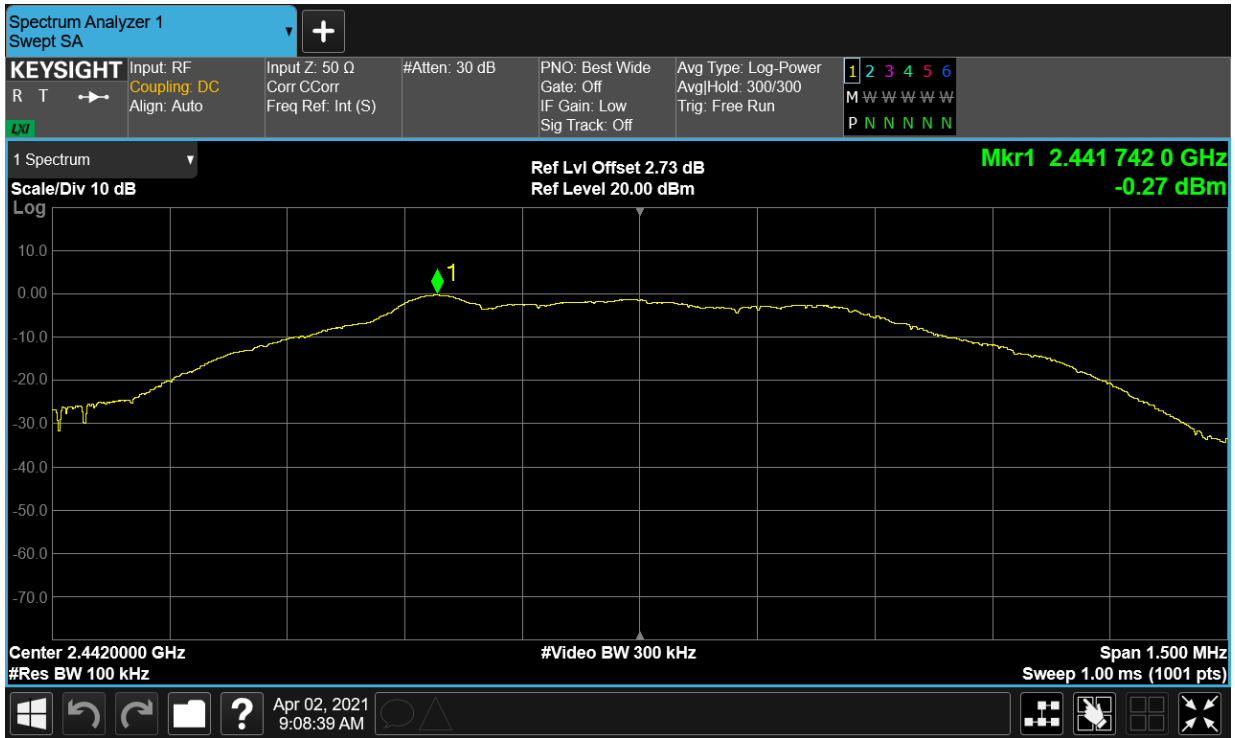 Spectrum Analyzer 1
Swept SA
KEYSIGHT
R T
LXI
Input: RF
Coupling: DC
Align: Auto
Input Z: 50 Ω
Corr CCorr
Freq Ref: Int (S)
#Atten: 30 dB
PNO: Best Wide
Gate: Off
IF Gain: Low
Sig Track: Off
Avg Type: Log-Power
Avg|Hold: 300/300
Trig: Free Run
1 2 3 4 5 6
M W W W W W
P N N N N N
1 Spectrum
Scale/Div 10 dB
Log
Ref Lvl Offset 2.73 dB
Ref Level 20.00 dBm
Mkr1 2.441 742 0 GHz
-0.27 dBm
1
10.0
0.00
-10.0
-20.0
-30.0
-40.0
-50.0
-60.0
-70.0
Center 2.4420000 GHz
#Res BW 100 kHz
#Video BW 300 kHz
Span 1.500 MHz
Sweep 1.00 ms (1001 pts)
?
Apr 02, 2021
9:08:39 AM